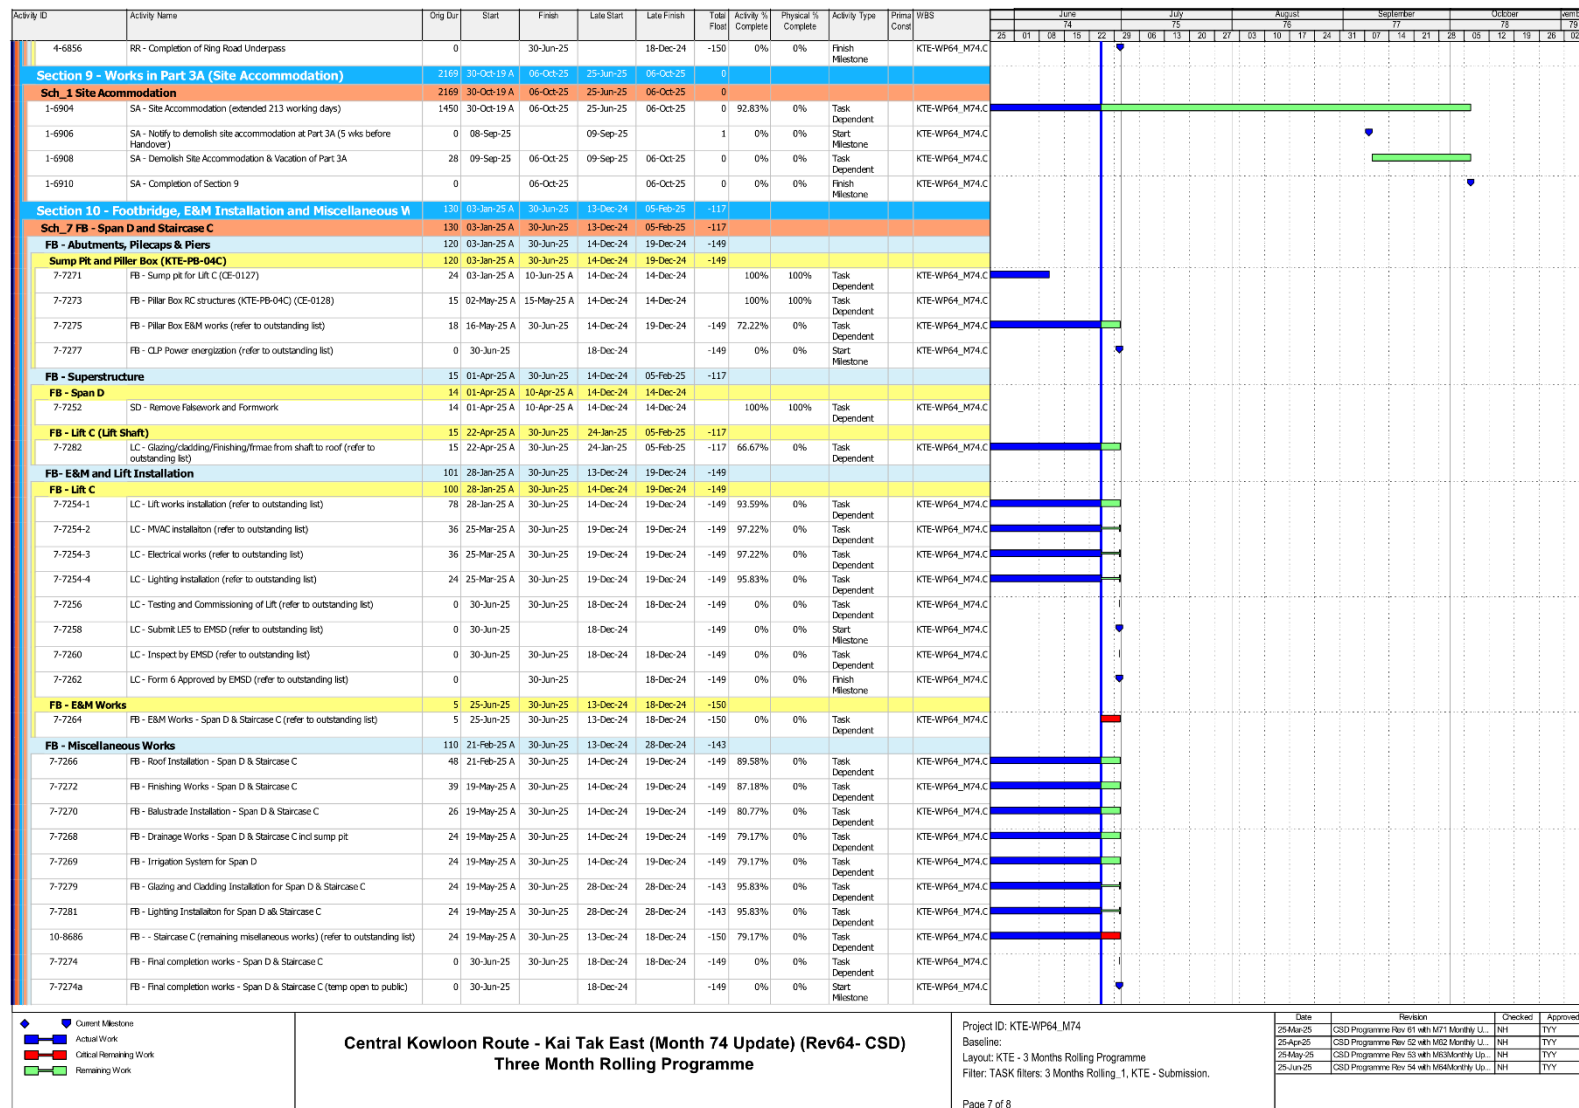 Activity ID Activity Name Orig Dur Start Finish Late Start Late Finish Total Float Activity % Complete Physical % Complete Activity Type Prima Const WBS
June July August September October
74 75 76 77 78 79
25 01 08 15 22 29 06 13 20 27 03 10 17 24 31 07 14 21 28 05 12 19 26 02
4-6856 RR - Completion of Ring Road Underpass 0 30-Jun-25 18-Dec-24 -150 0% 0% Finish Milestone KTE-WP64_M74.C
Section 9 - Works in Part 3A (Site Accommodation) 2169 30-Oct-19 A 06-Oct-25 25-Jun-25 06-Oct-25 0
Sch_1 Site Acommodation 2169 30-Oct-19 A 06-Oct-25 25-Jun-25 06-Oct-25 0
1-6904 SA - Site Accommodation (extended 213 working days) 1450 30-Oct-19 A 06-Oct-25 25-Jun-25 06-Oct-25 0 92.83% 0% Task Dependent KTE-WP64_M74.C
1-6906 SA - Notify to demolish site accommodation at Part 3A (5 wks before Handover) 0 08-Sep-25 09-Sep-25 1 0% 0% Start Milestone KTE-WP64_M74.C
1-6908 SA - Demolish Site Accommodation & Vacation of Part 3A 28 09-Sep-25 06-Oct-25 09-Sep-25 06-Oct-25 0 0% 0% Task Dependent KTE-WP64_M74.C
1-6910 SA - Completion of Section 9 0 06-Oct-25 06-Oct-25 0 0% 0% Finish Milestone KTE-WP64_M74.C
Section 10 - Footbridge, E&M Installation and Miscellaneous W 130 03-Jan-25 A 30-Jun-25 13-Dec-24 05-Feb-25 -117
Sch_7 FB - Span D and Staircase C 130 03-Jan-25 A 30-Jun-25 13-Dec-24 05-Feb-25 -117
FB - Abutments, Pilecaps & Piers 120 03-Jan-25 A 30-Jun-25 14-Dec-24 19-Dec-24 -149
Sump Pit and Piller Box (KTE-PB-04C) 120 03-Jan-25 A 30-Jun-25 14-Dec-24 19-Dec-24 -149
7-7271 FB - Sump pit for Lift C (CE-0127) 24 03-Jan-25 A 10-Jun-25 A 14-Dec-24 14-Dec-24 100% 100% Task Dependent KTE-WP64_M74.C
7-7273 FB - Pillar Box RC structures (KTE-PB-04C) (CE-0128) 15 02-May-25 A 15-May-25 A 14-Dec-24 14-Dec-24 100% 100% Task Dependent KTE-WP64_M74.C
7-7275 FB - Pillar Box E&M works (refer to outstanding list) 18 16-May-25 A 30-Jun-25 14-Dec-24 19-Dec-24 -149 72.22% 0% Task Dependent KTE-WP64_M74.C
7-7277 FB - CLP Power energization (refer to outstanding list) 0 30-Jun-25 18-Dec-24 -149 0% 0% Start Milestone KTE-WP64_M74.C
FB - Superstructure 15 01-Apr-25 A 30-Jun-25 14-Dec-24 05-Feb-25 -117
FB - Span D 14 01-Apr-25 A 10-Apr-25 A 14-Dec-24 14-Dec-24
7-7252 SD - Remove Falsework and Formwork 14 01-Apr-25 A 10-Apr-25 A 14-Dec-24 14-Dec-24 100% 100% Task Dependent KTE-WP64_M74.C
FB - Lift C (Lift Shaft) 15 22-Apr-25 A 30-Jun-25 24-Jan-25 05-Feb-25 -117
7-7282 LC - Glazing/cladding/Finishing/frmae from shaft to roof (refer to outstanding list) 15 22-Apr-25 A 30-Jun-25 24-Jan-25 05-Feb-25 -117 66.67% 0% Task Dependent KTE-WP64_M74.C
FB- E&M and Lift Installation 101 28-Jan-25 A 30-Jun-25 13-Dec-24 19-Dec-24 -149
FB - Lift C 100 28-Jan-25 A 30-Jun-25 14-Dec-24 19-Dec-24 -149
7-7254-1 LC - Lift works installation (refer to outstanding list) 78 28-Jan-25 A 30-Jun-25 14-Dec-24 19-Dec-24 -149 93.59% 0% Task Dependent KTE-WP64_M74.C
7-7254-2 LC - MVAC installaiton (refer to outstanding list) 36 25-Mar-25 A 30-Jun-25 19-Dec-24 19-Dec-24 -149 97.22% 0% Task Dependent KTE-WP64_M74.C
7-7254-3 LC - Electrical works (refer to outstanding list) 36 25-Mar-25 A 30-Jun-25 19-Dec-24 19-Dec-24 -149 97.22% 0% Task Dependent KTE-WP64_M74.C
7-7254-4 LC - Lighting installation (refer to outstanding list) 24 25-Mar-25 A 30-Jun-25 19-Dec-24 19-Dec-24 -149 95.83% 0% Task Dependent KTE-WP64_M74.C
7-7256 LC - Testing and Commissioning of Lift (refer to outstanding list) 0 30-Jun-25 30-Jun-25 18-Dec-24 18-Dec-24 -149 0% 0% Task Dependent KTE-WP64_M74.C
7-7258 LC - Submit LE5 to EMSD (refer to outstanding list) 0 30-Jun-25 18-Dec-24 -149 0% 0% Start Milestone KTE-WP64_M74.C
7-7260 LC - Inspect by EMSD (refer to outstanding list) 0 30-Jun-25 30-Jun-25 18-Dec-24 18-Dec-24 -149 0% 0% Task Dependent KTE-WP64_M74.C
7-7262 LC - Form 6 Approved by EMSD (refer to outstanding list) 0 30-Jun-25 18-Dec-24 -149 0% 0% Finish Milestone KTE-WP64_M74.C
FB - E&M Works 5 25-Jun-25 30-Jun-25 13-Dec-24 18-Dec-24 -150
7-7264 FB - E&M Works - Span D & Staircase C (refer to outstanding list) 5 25-Jun-25 30-Jun-25 13-Dec-24 18-Dec-24 -150 0% 0% Task Dependent KTE-WP64_M74.C
FB - Miscellaneous Works 110 21-Feb-25 A 30-Jun-25 13-Dec-24 28-Dec-24 -143
7-7266 FB - Roof Installation - Span D & Staircase C 48 21-Feb-25 A 30-Jun-25 14-Dec-24 19-Dec-24 -149 89.58% 0% Task Dependent KTE-WP64_M74.C
7-7272 FB - Finishing Works - Span D & Staircase C 39 19-May-25 A 30-Jun-25 14-Dec-24 19-Dec-24 -149 87.18% 0% Task Dependent KTE-WP64_M74.C
7-7270 FB - Balustrade Installation - Span D & Staircase C 26 19-May-25 A 30-Jun-25 14-Dec-24 19-Dec-24 -149 80.77% 0% Task Dependent KTE-WP64_M74.C
7-7268 FB - Drainage Works - Span D & Staircase C incl sump pit 24 19-May-25 A 30-Jun-25 14-Dec-24 19-Dec-24 -149 79.17% 0% Task Dependent KTE-WP64_M74.C
7-7269 FB - Irrigation System for Span D 24 19-May-25 A 30-Jun-25 14-Dec-24 19-Dec-24 -149 79.17% 0% Task Dependent KTE-WP64_M74.C
7-7279 FB - Glazing and Cladding Installation for Span D & Staircase C 24 19-May-25 A 30-Jun-25 28-Dec-24 28-Dec-24 -143 95.83% 0% Task Dependent KTE-WP64_M74.C
7-7281 FB - Lighting Installaiton for Span D a& Staircase C 24 19-May-25 A 30-Jun-25 28-Dec-24 28-Dec-24 -143 95.83% 0% Task Dependent KTE-WP64_M74.C
10-8686 FB - - Staircase C (remaining misellaneous works) (refer to outstanding list) 24 19-May-25 A 30-Jun-25 13-Dec-24 18-Dec-24 -150 79.17% 0% Task Dependent KTE-WP64_M74.C
7-7274 FB - Final completion works - Span D & Staircase C 0 30-Jun-25 30-Jun-25 18-Dec-24 18-Dec-24 -149 0% 0% Task Dependent KTE-WP64_M74.C
7-7274a FB - Final completion works - Span D & Staircase C (temp open to public) 0 30-Jun-25 18-Dec-24 -149 0% 0% Start Milestone KTE-WP64_M74.C
Current Milestone
Actual Work
Critical Remaining Work
Remaining Work
Central Kowloon Route - Kai Tak East (Month 74 Update) (Rev64- CSD)
Three Month Rolling Programme
Project ID: KTE-WP64_M74
Baseline:
Layout: KTE - 3 Months Rolling Programme
Filter: TASK filters: 3 Months Rolling_1, KTE - Submission.
Page 7 of 8
Date Revision Checked Approved
25-Mar-25 CSD Programme Rev 61 with M71 Monthly U... NH TYY
25-Apr-25 CSD Programme Rev 52 with M62 Monthly U... NH TYY
25-May-25 CSD Programme Rev 53 with M63Monthly Up... NH TYY
25-Jun-25 CSD Programme Rev 54 with M64Monthly Up... NH TYY